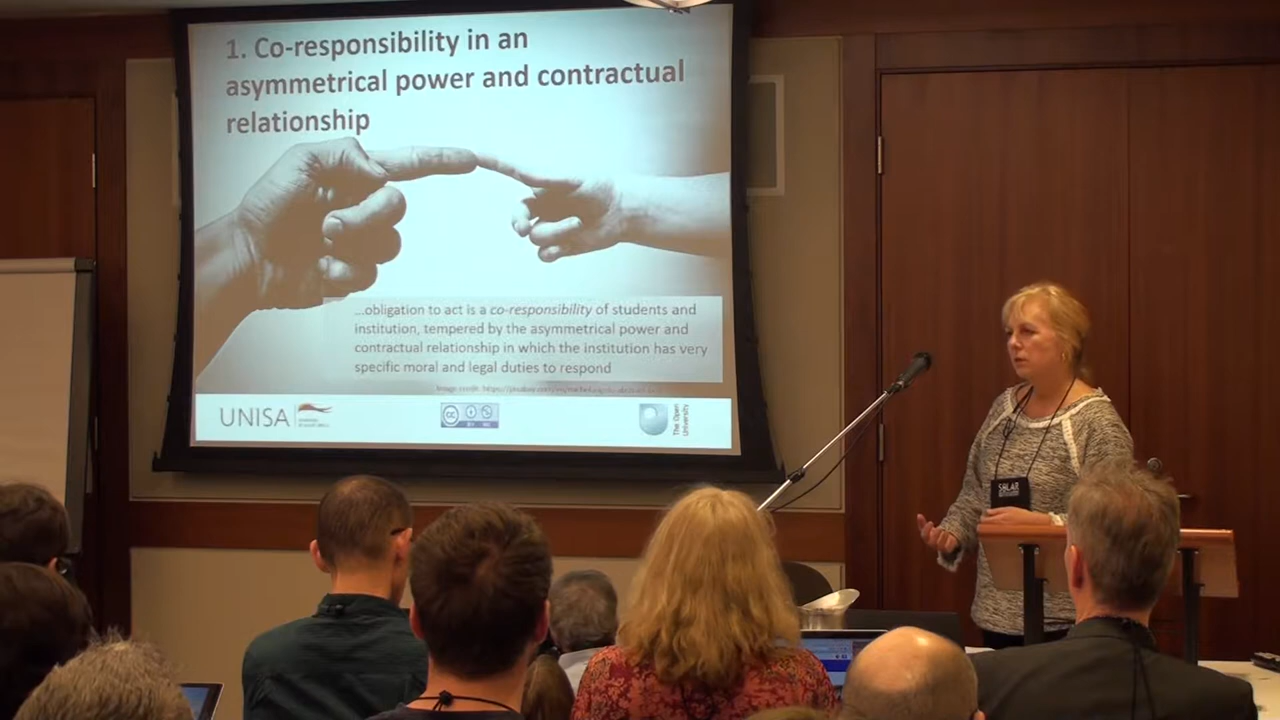 1. Co-responsibility in an
asymmetrical power and contractual
relationship
...obligation to act is a co-responsibility of students and
institution, tempered by the asymmetrical power and
contractual relationship in which the institution has very
specific moral and legal duties to respond
UNISA
cc
The Open
University
SOLAR